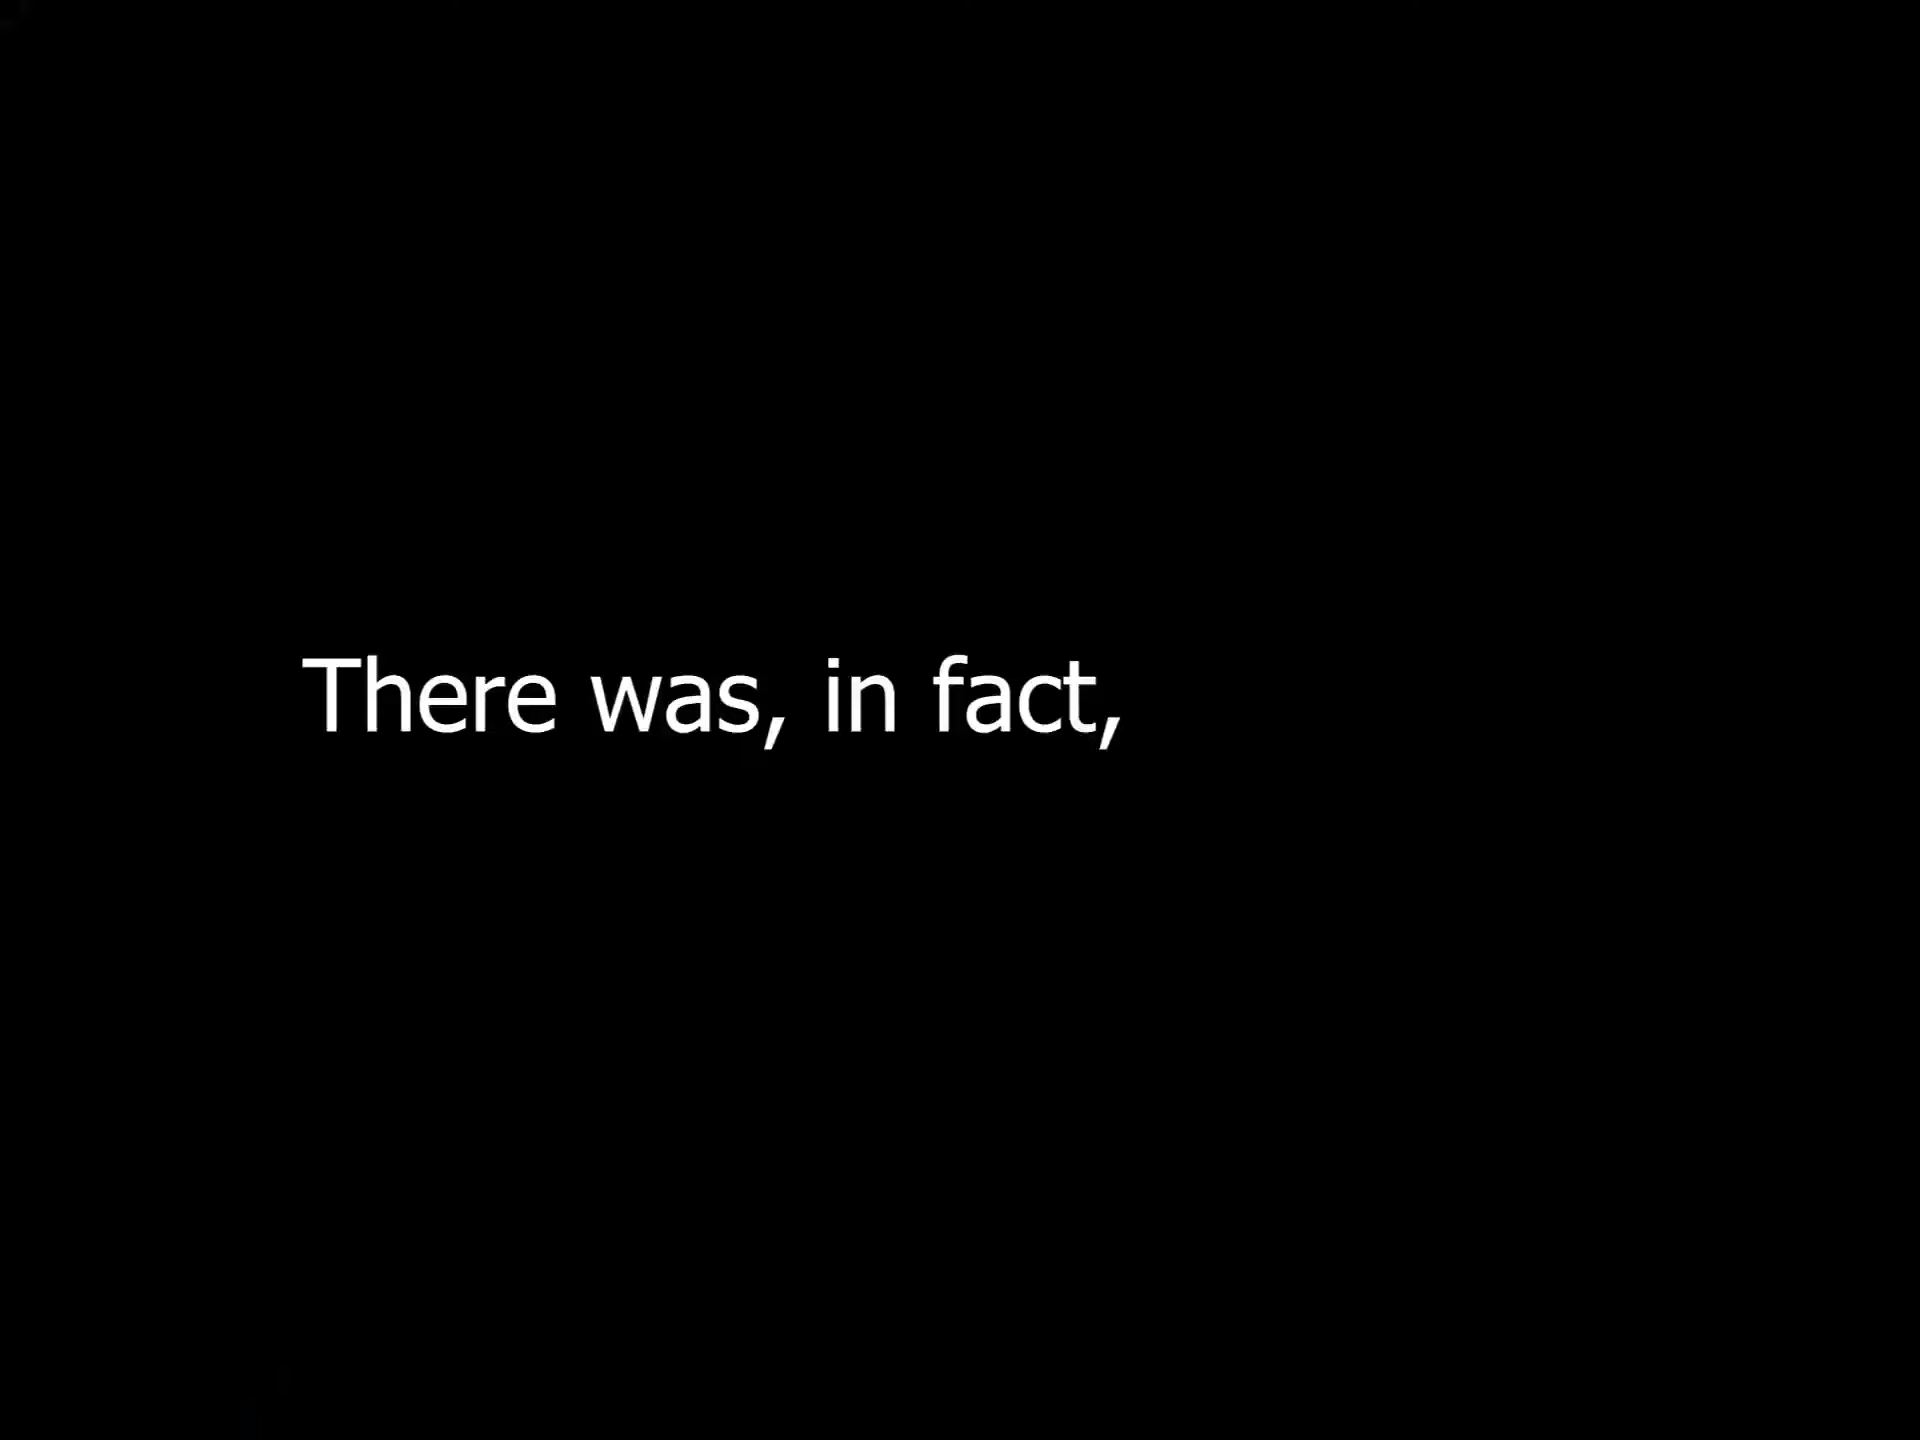 There was, in fact,